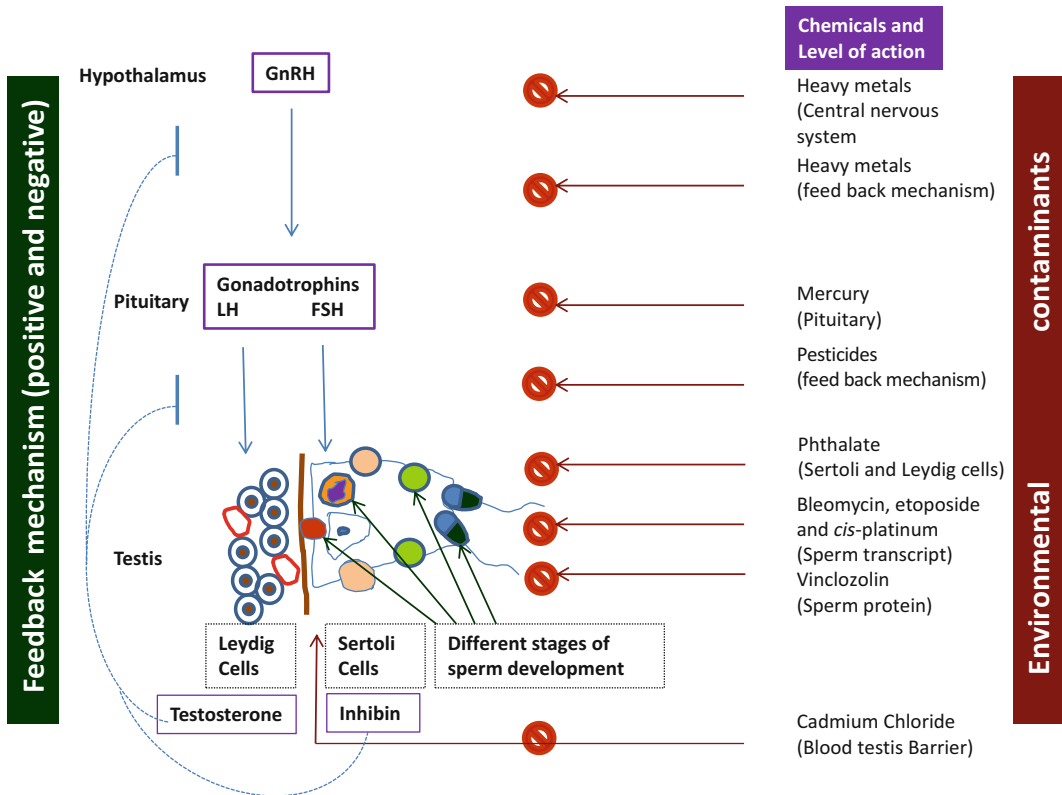 Chemicals and
Level of action
Hypothalamus
GnRH
Heavy metals
(Central nervous
system
Heavy metals
(feed back mechanism)
Feedback mechanism (positive and negative)
Environmental contaminants
Pituitary
Gonadotrophins
LH FSH
Mercury
(Pituitary)
Pesticides
(feed back mechanism)
Phthalate
(Sertoli and Leydig cells)
Bleomycin, etoposide
and cis-platinum
(Sperm transcript)
Vinclozolin
(Sperm protein)
Testis
Leydig
Cells
Sertoli
Cells
Different stages of
sperm development
Testosterone
Inhibin
Cadmium Chloride
(Blood testis Barrier)